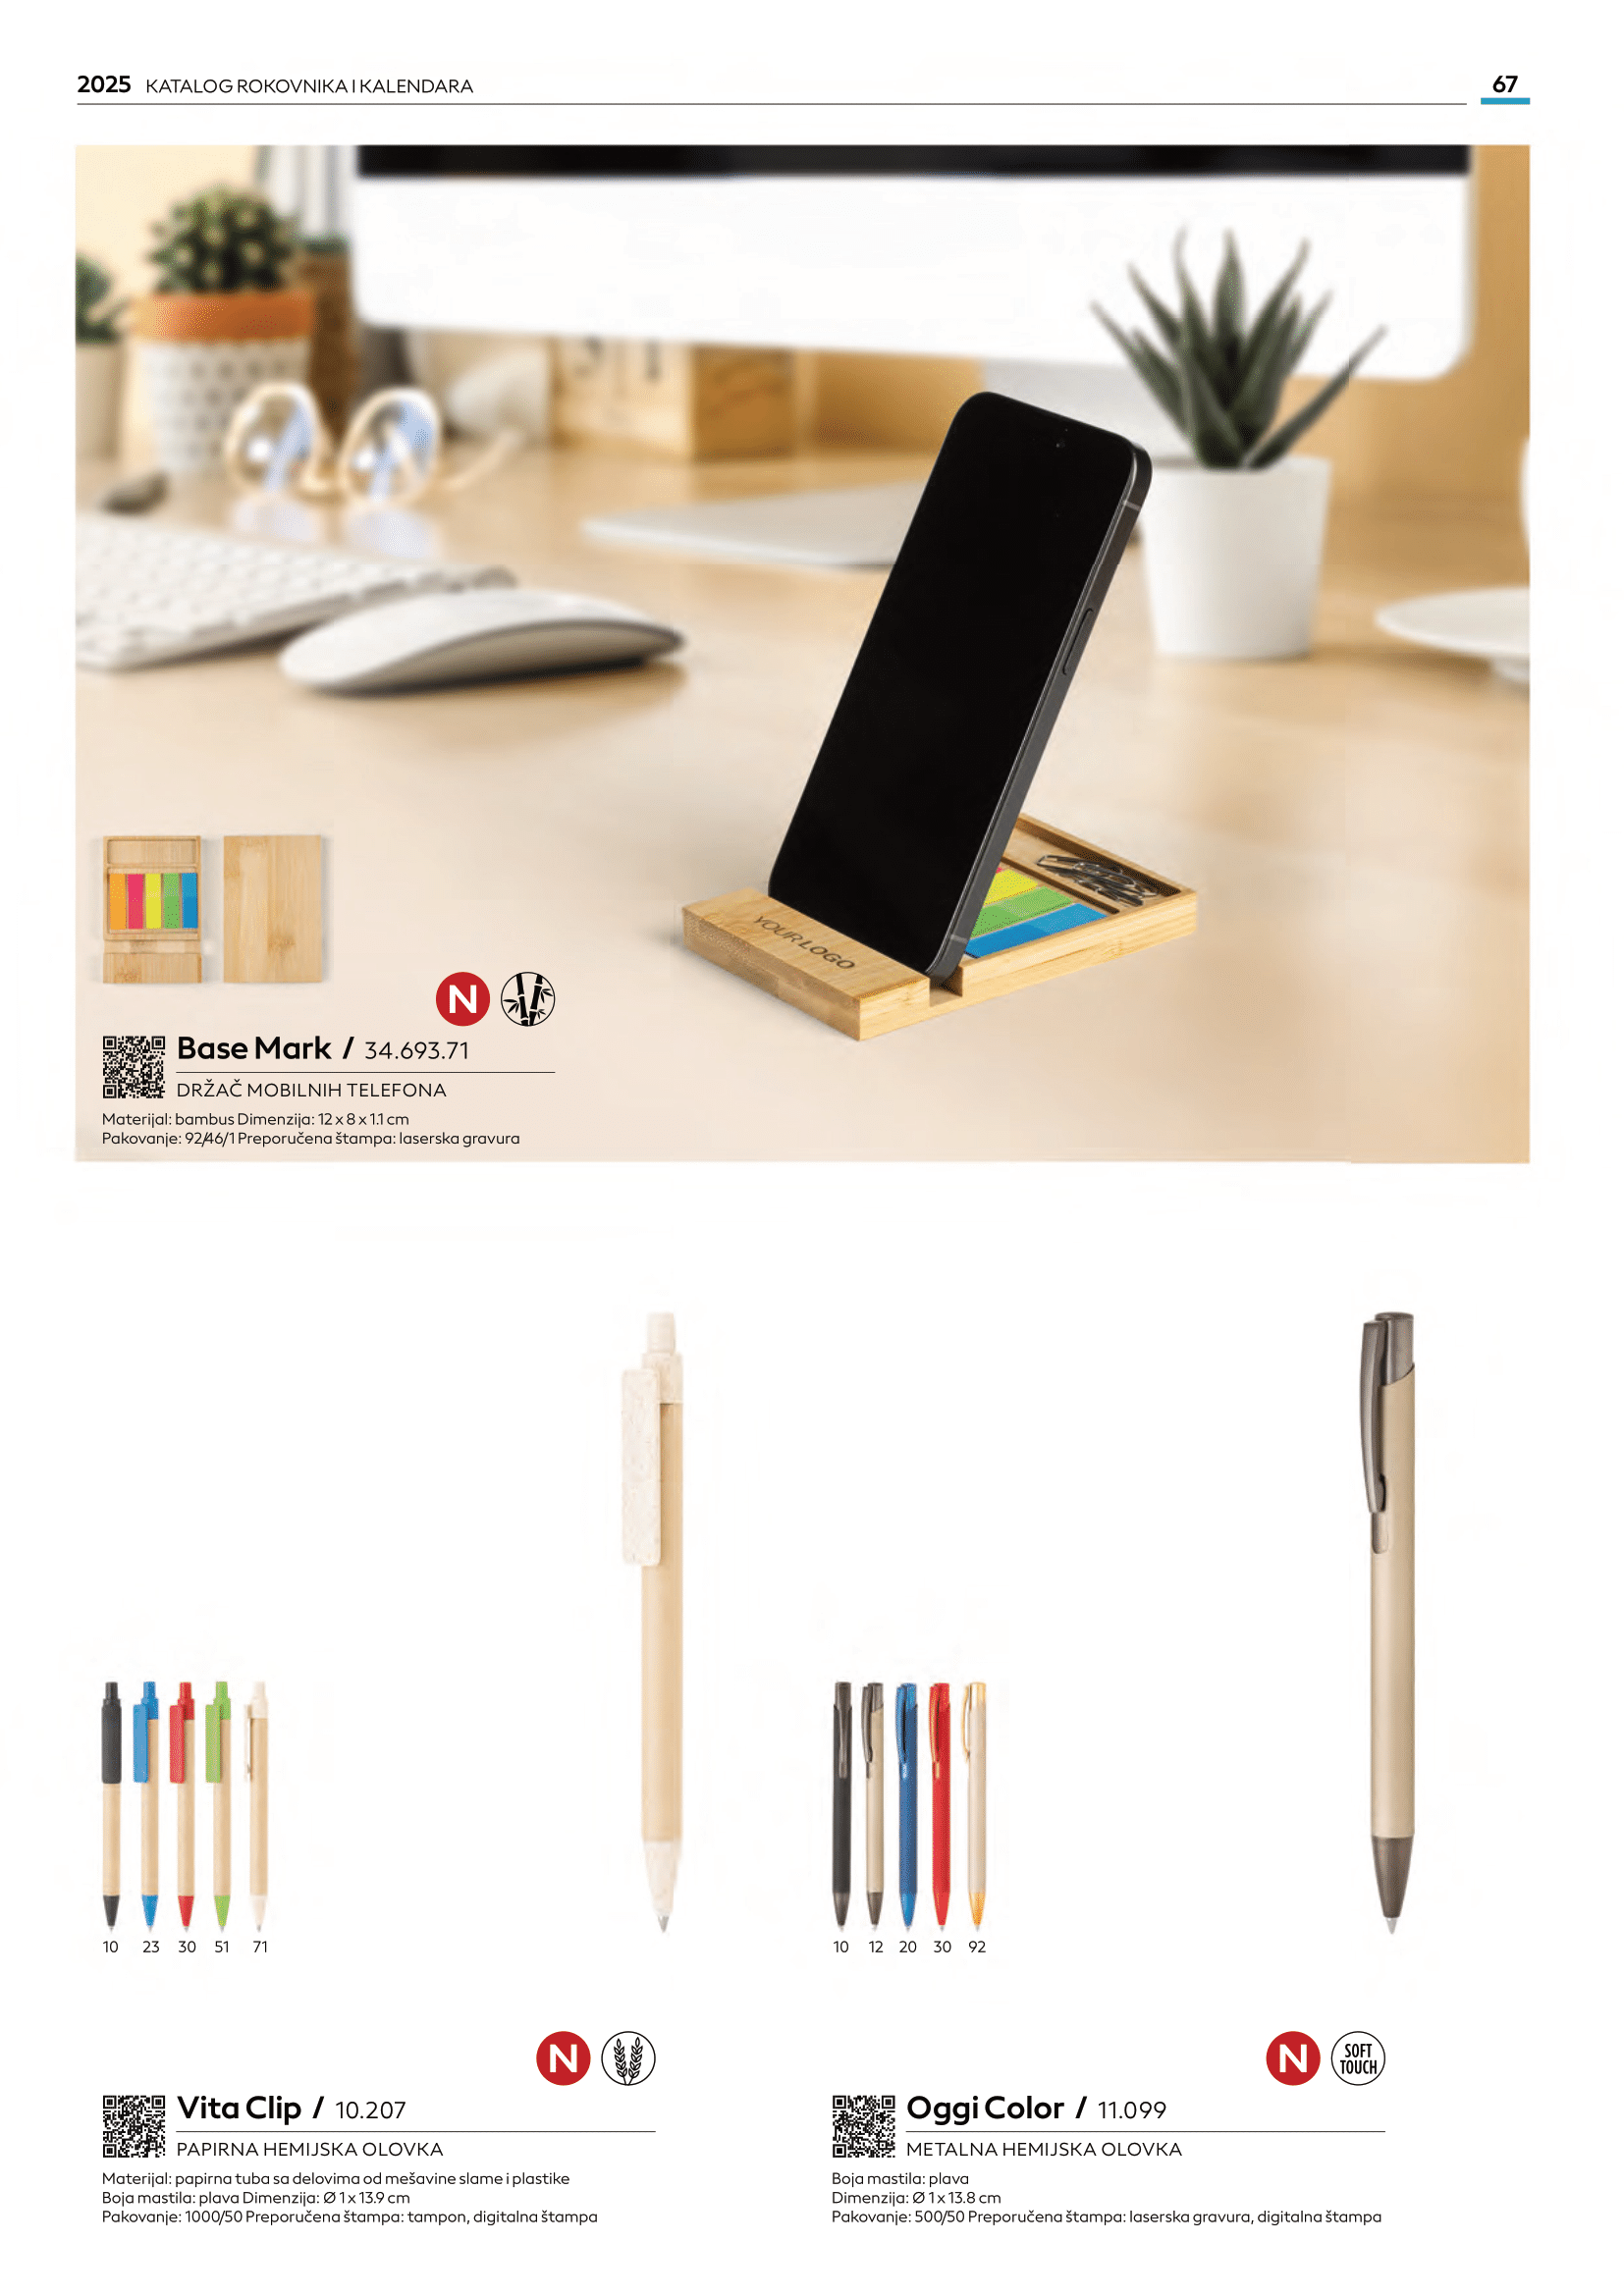 2025 KATALOG ROKOVNIKA I KALENDARA
67
YOUR LOGO
N
Base Mark / 34.693.71
DRŽAČ MOBILNIH TELEFONA
Materijal: bambus Dimenzija: 12 x 8 x 1.1 cm
Pakovanje: 92/46/1 Preporučena štampa: laserska gravura
10 23 30 51 71
N
Vita Clip / 10.207
PAPIRNA HEMIJSKA OLOVKA
Materijal: papirna tuba sa delovima od mešavine slame i plastike
Boja mastila: plava Dimenzija: Ø 1 x 13.9 cm
Pakovanje: 1000/50 Preporučena štampa: tampon, digitalna štampa
10 12 20 30 92
N
SOFT
TOUCH
Oggi Color / 11.099
METALNA HEMIJSKA OLOVKA
Boja mastila: plava
Dimenzija: Ø 1 x 13.8 cm
Pakovanje: 500/50 Preporučena štampa: laserska gravura, digitalna štampa